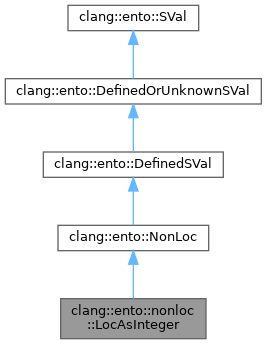 clang::ento::SVal
clang::ento::DefinedOrUnknownSVal
clang::ento::DefinedSVal
clang::ento::NonLoc
clang::ento::nonloc
::LocAsInteger